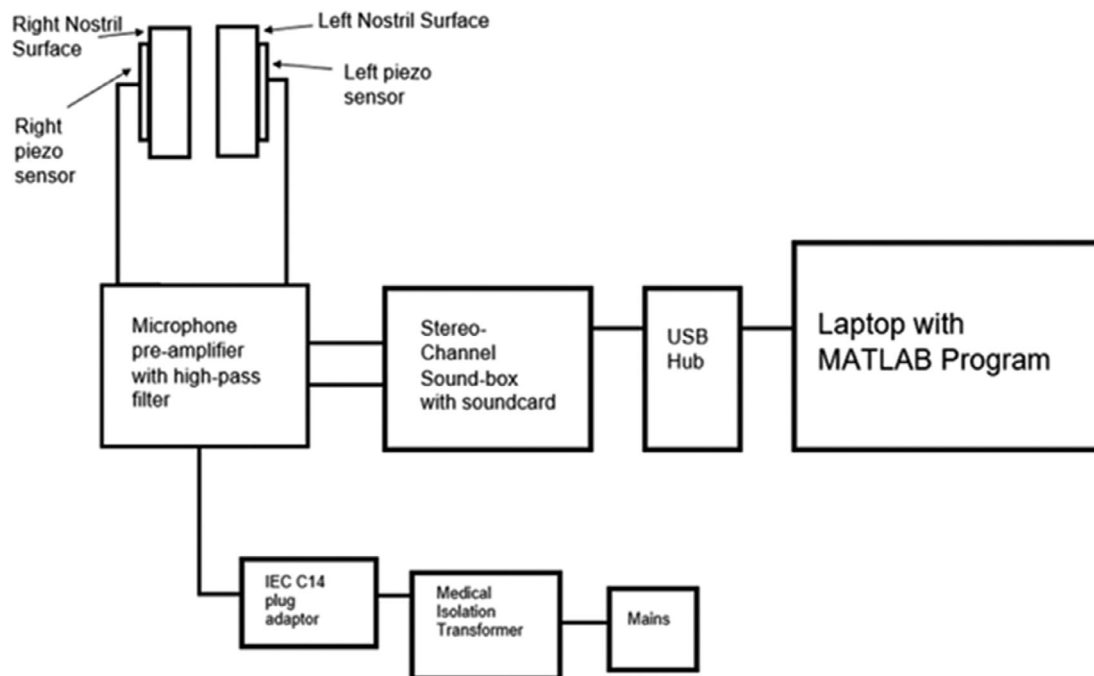 Right Nostril
Surface
Left Nostril Surface
Left piezo
sensor
Right
piezo
sensor
Microphone
pre-amplifier
with high-pass
filter
Stereo-
Channel
Sound-box
with soundcard
USB
Hub
Laptop with
MATLAB Program
IEC C14
plug
adaptor
Medical
Isolation
Transformer
Mains